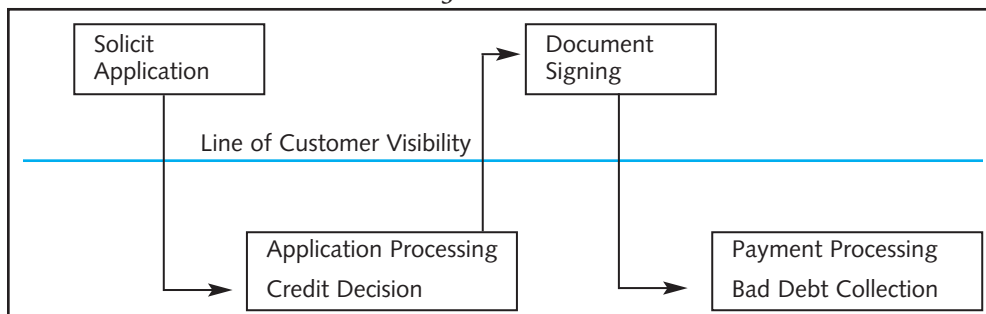 Solicit
Application
Document
Signing
Line of Customer Visibility
Application Processing
Credit Decision
Payment Processing
Bad Debt Collection